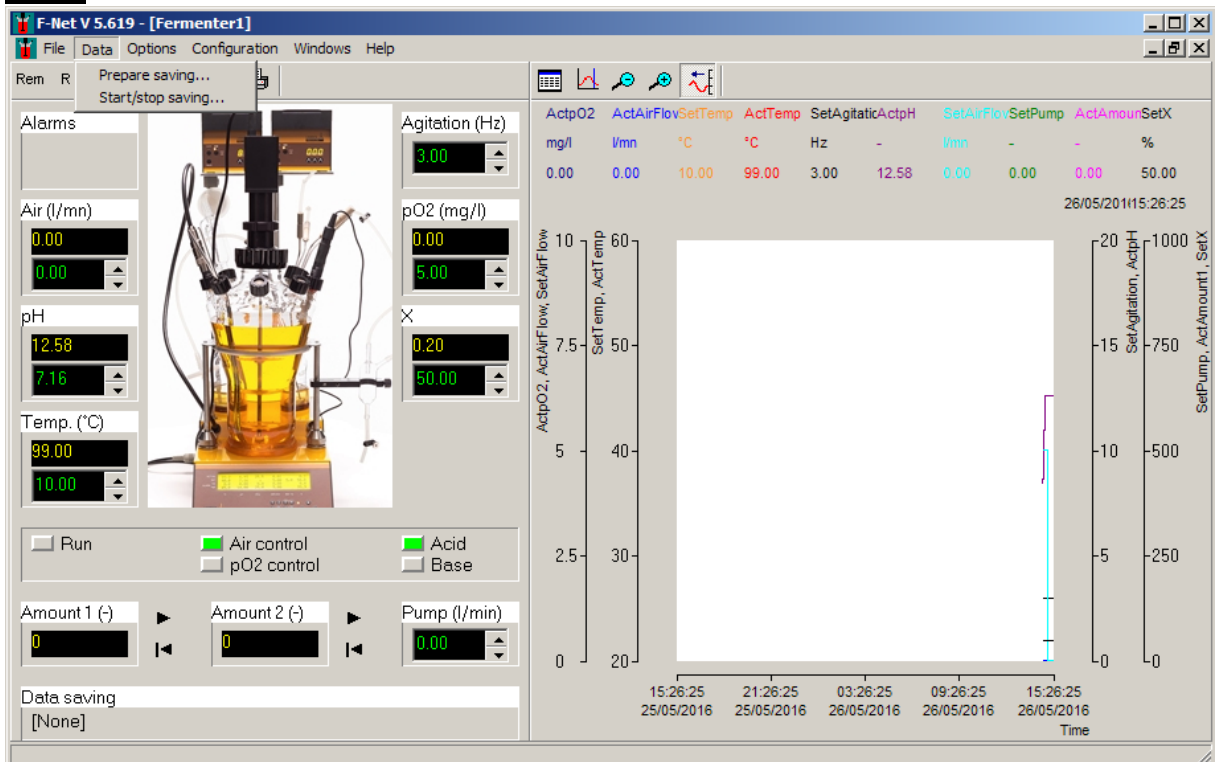 F-Net V 5.619 - [Fermenter1]
File Data Options Configuration Windows Help
Rem R
Prepare saving...
Start/stop saving...
Alarms
Agitation (Hz)
3.00
Air (l/mn)
0.00
0.00
pO2 (mg/l)
0.00
5.00
pH
12.58
7.16
X
0.20
50.00
Temp. (°C)
99.00
10.00
Run
Air control
Acid
pO2 control
Base
Amount 1 (-)
0
Amount 2 (-)
0
Pump (l/min)
0.00
Data saving
[None]
ActpO2 ActAirFlov SetTemp ActTemp SetAgitatic ActpH SetAirFlov SetPump ActAmoun SetX
mg/l l/mn °C °C Hz - l/mn - - %
0.00 0.00 10.00 99.00 3.00 12.58 0.00 0.00 0.00 50.00
26/05/201 15:26:25
ActpO2, ActAirFlow, SetAirFlow
10
7.5
5
2.5
0
SetTemp, ActTemp
60
50
40
30
20
20
15
10
5
0
SetAgitation, ActpH
1000
750
500
250
0
SetPump, ActAmount1, SetX
15:26:25 21:26:25 03:26:25 09:26:25 15:26:25
25/05/2016 25/05/2016 26/05/2016 26/05/2016 26/05/2016
Time